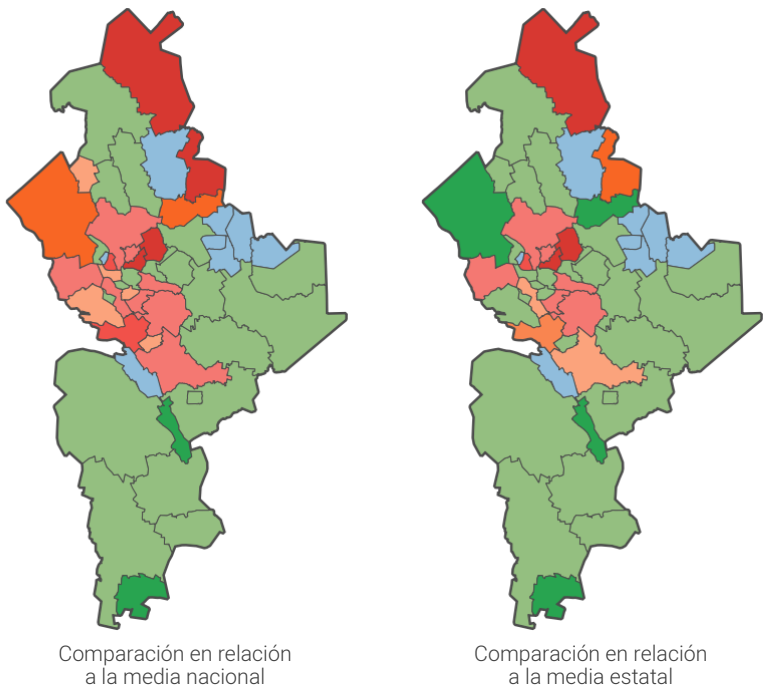 Comparación en relación
a la media nacional
Comparación en relación
a la media estatal